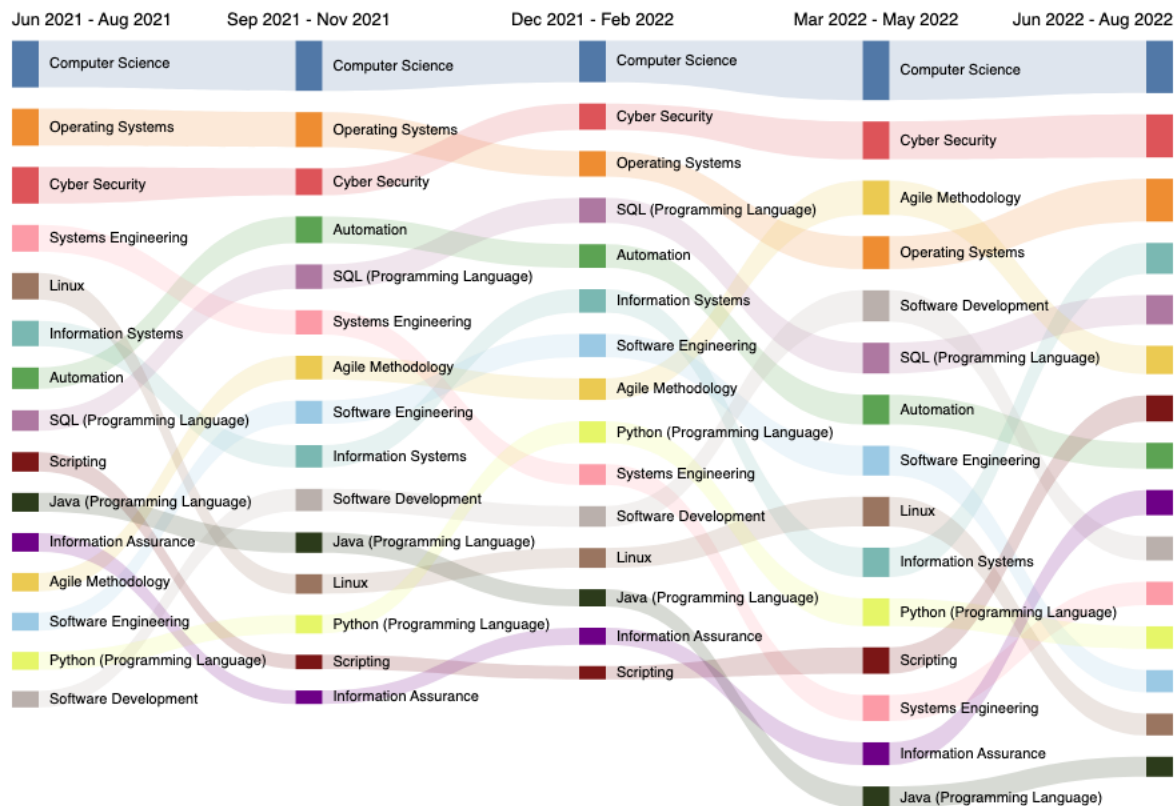 Jun 2021 - Aug 2021
Sep 2021 - Nov 2021
Dec 2021 - Feb 2022
Mar 2022 - May 2022
Jun 2022 - Aug 2022
Computer Science
Operating Systems
Cyber Security
Systems Engineering
Linux
Information Systems
Automation
SQL (Programming Language)
Scripting
Java (Programming Language)
Information Assurance
Agile Methodology
Software Engineering
Python (Programming Language)
Software Development
Computer Science
Operating Systems
Cyber Security
Automation
SQL (Programming Language)
Systems Engineering
Agile Methodology
Software Engineering
Information Systems
Software Development
Java (Programming Language)
Linux
Python (Programming Language)
Scripting
Information Assurance
Computer Science
Cyber Security
Operating Systems
SQL (Programming Language)
Automation
Information Systems
Software Engineering
Agile Methodology
Python (Programming Language)
Systems Engineering
Software Development
Linux
Java (Programming Language)
Information Assurance
Scripting
Computer Science
Cyber Security
Agile Methodology
Operating Systems
Software Development
SQL (Programming Language)
Automation
Software Engineering
Linux
Information Systems
Python (Programming Language)
Scripting
Systems Engineering
Information Assurance
Java (Programming Language)